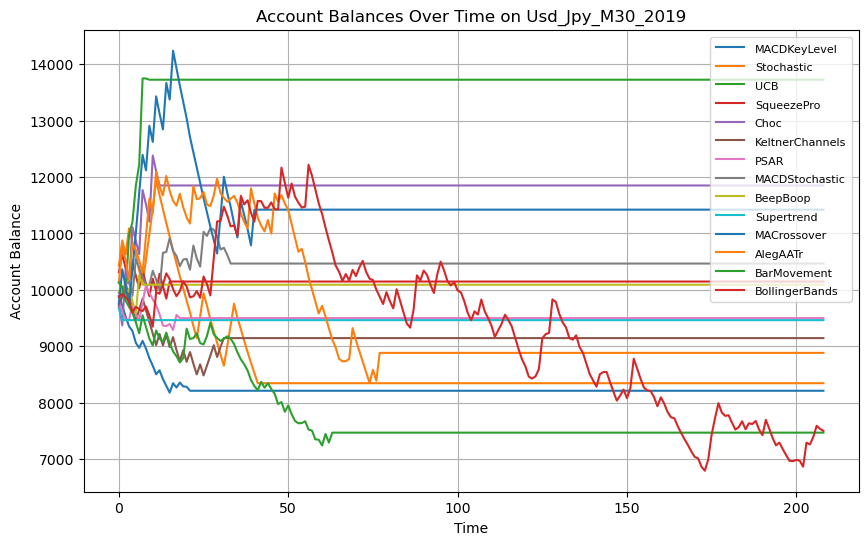 Account Balances Over Time on Usd_Jpy_M30_2019
MACDKeyLevel
Stochastic
UCB
SqueezePro
Choc
KeltnerChannels
PSAR
MACDStochastic
BeepBoop
Supertrend
MACrossover
AlegAATr
BarMovement
BollingerBands
Account Balance
14000
13000
12000
11000
10000
9000
8000
7000
0
50
100
150
200
Time